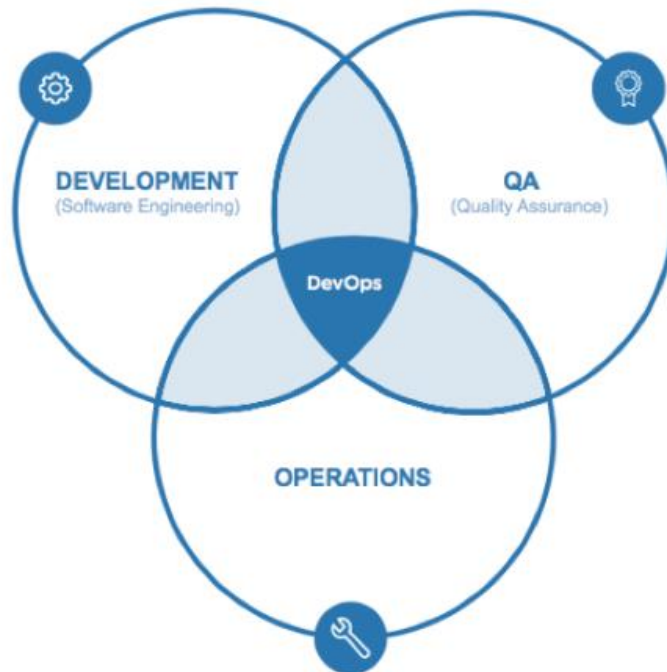 DEVELOPMENT
(Software Engineering)
QA
(Quality Assurance)
DevOps
OPERATIONS